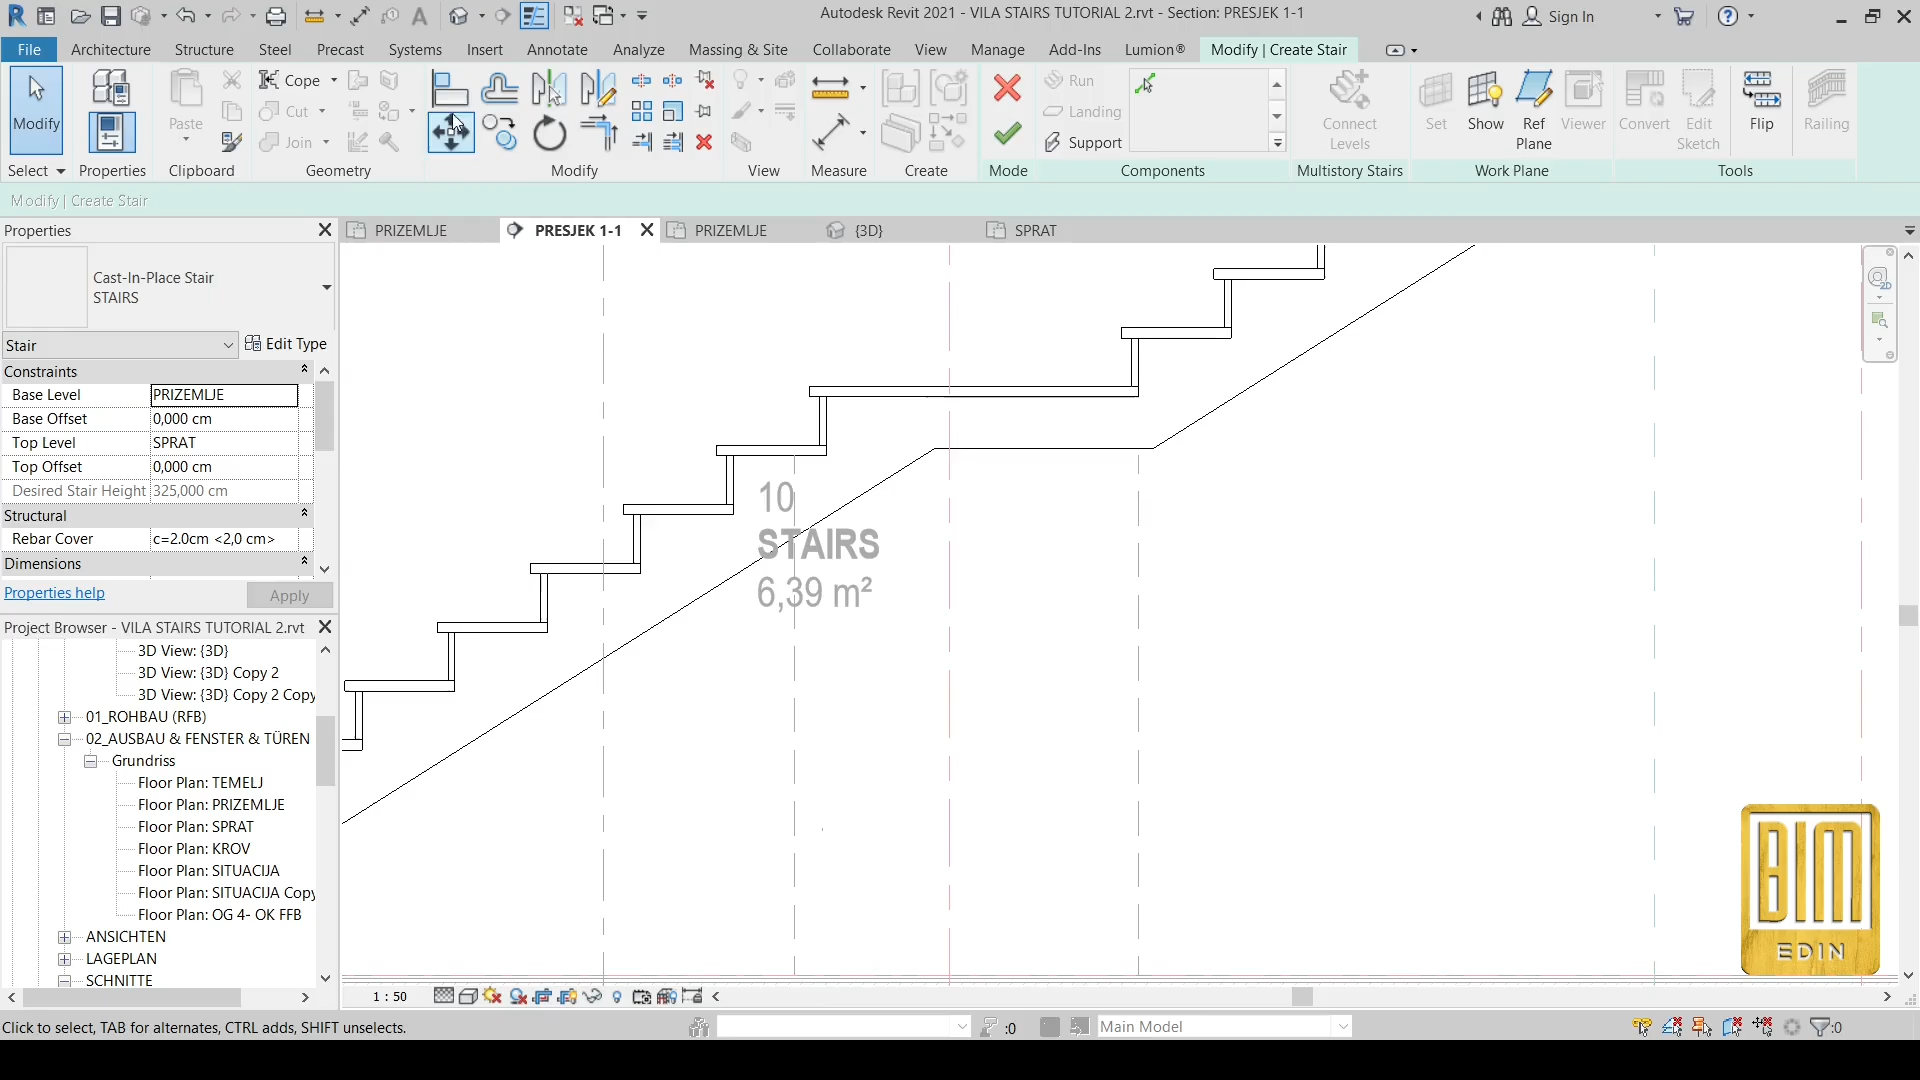 Autodesk Revit 2021 - VILA STAIRS TUTORIAL 2.rvt - Section: PRESJEK 1-1
Sign In
File Architecture Structure Steel Precast Systems Insert Annotate Analyze Massing & Site Collaborate View Manage Add-Ins Lumion® Modify | Create Stair
Modify
Paste
Cope
Cut
Join
Run
Landing
Support
Connect Levels
Set Show Ref Plane Viewer
Convert Edit Sketch Flip Railing
Select Properties Clipboard Geometry Modify View Measure Create Mode Components Multistory Stairs Work Plane Tools
Modify | Create Stair
Properties
PRIZEMLJE PRESJEK 1-1 PRIZEMLJE {3D} SPRAT
Cast-In-Place Stair
STAIRS
Stair Edit Type
Constraints
Base Level PRIZEMLJE
Base Offset 0,000 cm
Top Level SPRAT
Top Offset 0,000 cm
Desired Stair Height 325,000 cm
Structural
Rebar Cover c=2.0cm <2,0 cm>
Dimensions
Properties help Apply
Project Browser - VILA STAIRS TUTORIAL 2.rvt
3D View: {3D}
3D View: {3D} Copy 2
3D View: {3D} Copy 2 Copy
01_ROHBAU (RFB)
02_AUSBAU & FENSTER & TÜREN
Grundriss
Floor Plan: TEMELJ
Floor Plan: PRIZEMLJE
Floor Plan: SPRAT
Floor Plan: KROV
Floor Plan: SITUACIJA
Floor Plan: SITUACIJA Copy
Floor Plan: OG 4- OK FFB
ANSICHTEN
LAGEPLAN
SCHNITTE
10
STAIRS
6,39 m²
BIM
EDIN
1 : 50
Click to select, TAB for alternates, CTRL adds, SHIFT unselects.
:0
Main Model
:0